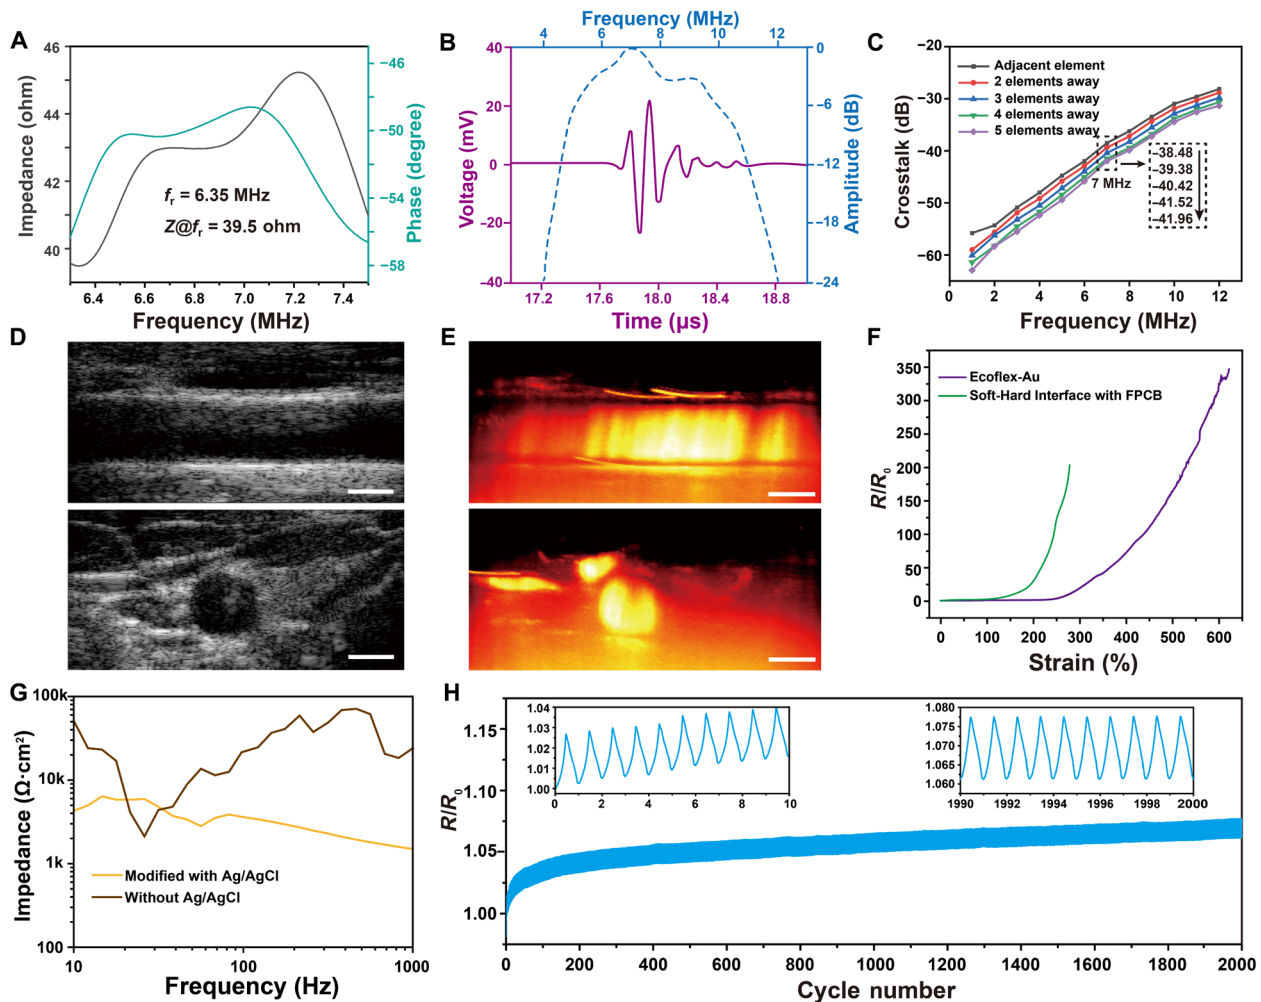 A
46
44
42
40
Impedance (ohm)
−46
−50
−54
−58
Phase (degree)
fr = 6.35 MHz
Z@fr = 39.5 ohm
6.4 6.6 6.8 7.0 7.2 7.4
Frequency (MHz)
B
Frequency (MHz)
4 6 8 10 12
40
20
0
−20
−40
Voltage (mV)
0
−6
−12
−18
−24
Amplitude (dB)
17.2 17.6 18.0 18.4 18.8
Time (μs)
C
−20
−30
−40
−50
−60
Crosstalk (dB)
Adjacent element
2 elements away
3 elements away
4 elements away
5 elements away
7 MHz
−38.48
−39.38
−40.42
−41.52
−41.96
0 2 4 6 8 10 12
Frequency (MHz)
D
E
F
350
300
250
200
150
100
50
0
R/R0
Ecoflex-Au
Soft-Hard Interface with FPCB
0 100 200 300 400 500 600
Strain (%)
G
100k
10k
1k
100
Impedance (Ω·cm²)
Modified with Ag/AgCl
Without Ag/AgCl
10 100 1000
Frequency (Hz)
H
1.15
1.10
1.05
1.00
R/R0
1.04
1.03
1.02
1.01
1.00
0 2 4 6 8 10
1.080
1.075
1.070
1.065
1.060
1990 1992 1994 1996 1998 2000
0 200 400 600 800 1000 1200 1400 1600 1800 2000
Cycle number